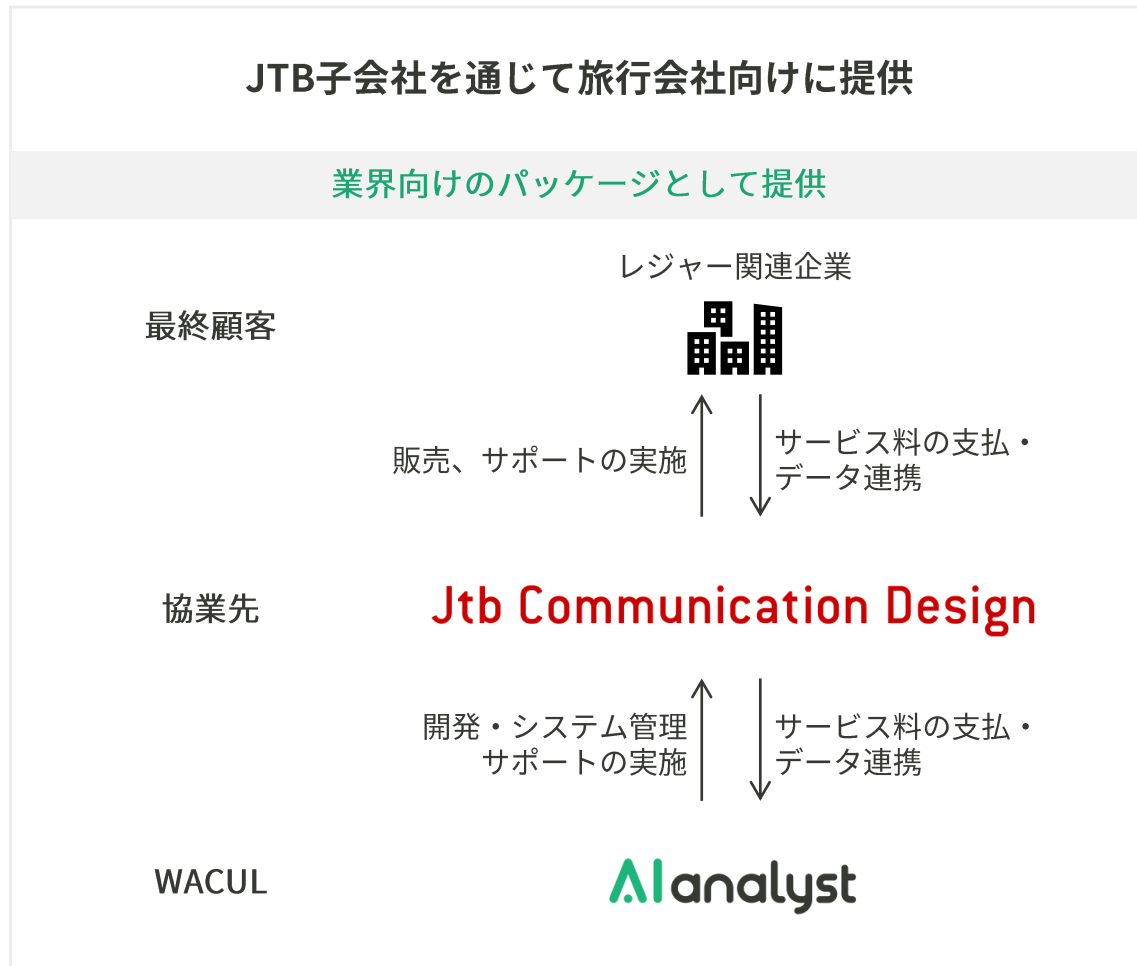 JTB子会社を通じて旅行会社向けに提供
業界向けのパッケージとして提供
レジャー関連企業
最終顧客
販売、サポートの実施
サービス料の支払・
データ連携
協業先
Jtb Communication Design
開発・システム管理
サポートの実施
サービス料の支払・
データ連携
WACUL
AI analyst